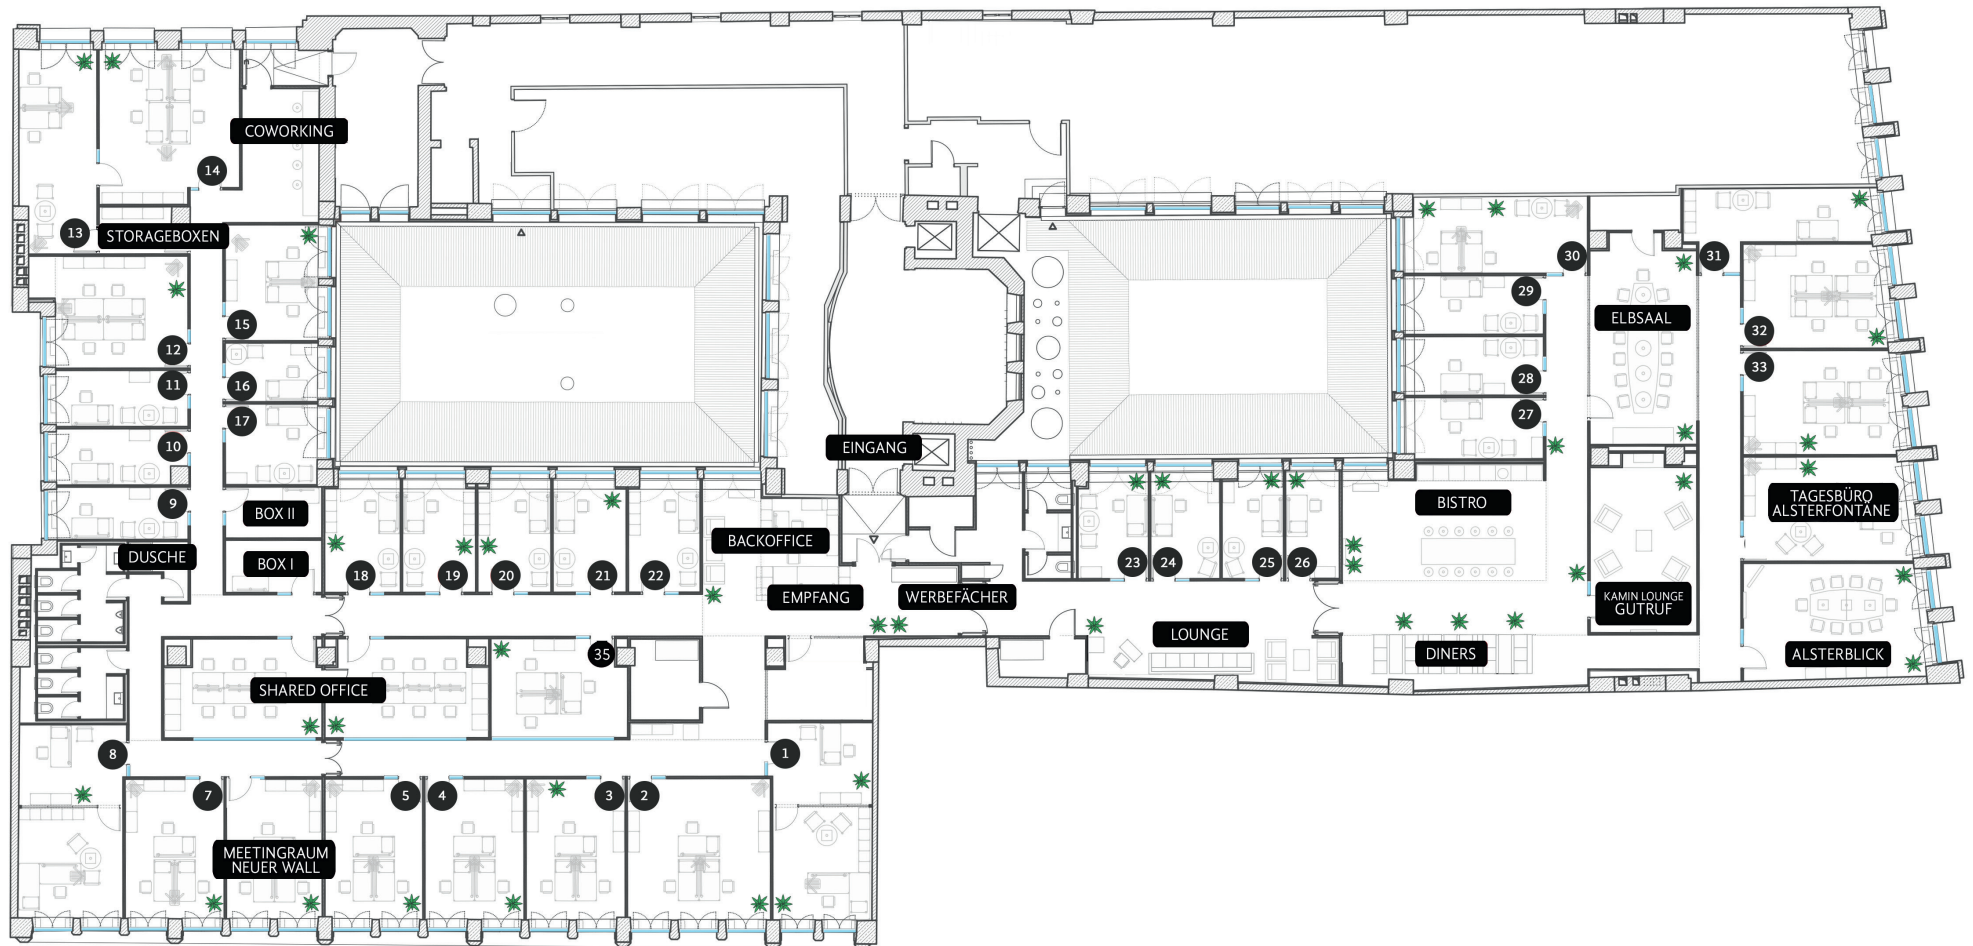 COWORKING
14
13
STORAGEBOXEN
15
12
11
16
17
10
9
BOX II
DUSCHE
BOX I
18
19
20
21
22
EINGANG
BACKOFFICE
EMPFANG
WERBEFÄCHER
23
24
25
26
LOUNGE
30
31
29
ELBSAAL
32
28
33
27
BISTRO
TAGESBÜRO
ALSTERFONTÄNE
KAMIN LOUNGE
GUTRUF
DINERS
ALSTERBLICK
35
SHARED OFFICE
8
1
7
5
4
3
2
MEETINGRAUM
NEUER WALL